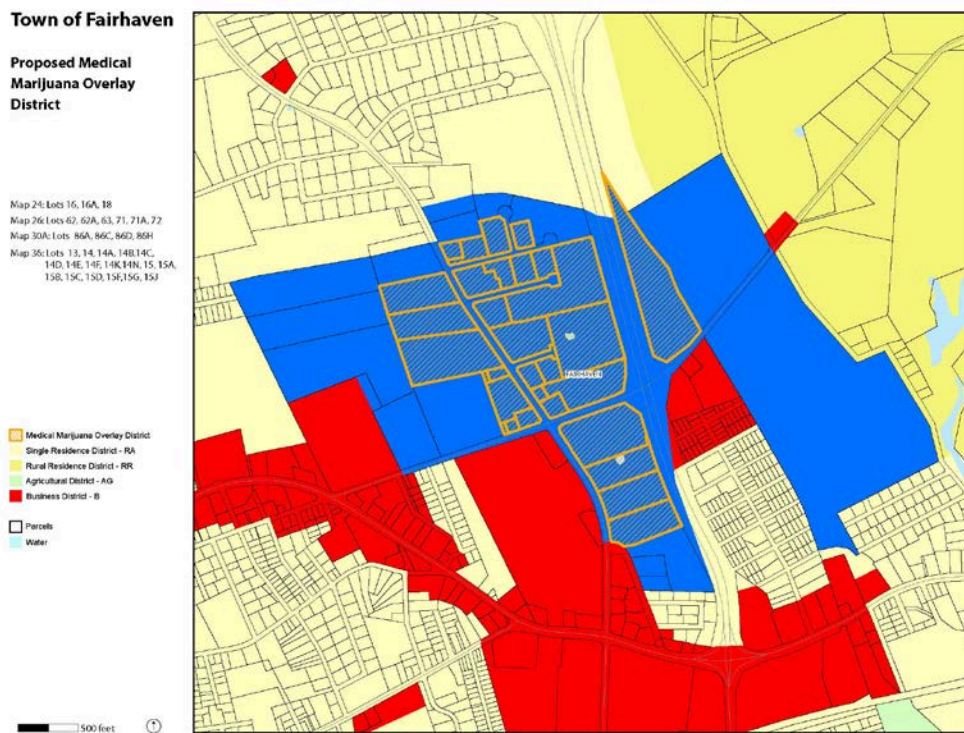 Town of Fairhaven
Proposed Medical
Marijuana Overlay
District
Map 24: Lots 16, 16A, 18
Map 26: Lots 62, 62A, 63, 71, 71A, 72
Map 30A: Lots 86A, 86C, 86D, 86H
Map 36: Lots 13, 14, 14A, 14B,14C,
14D, 14E, 14F, 14K,14N, 15, 15A,
15B, 15C, 15D, 15F,15G, 15J
FAIRHAVEN
Medical Marijuana Overlay District
Single Residence District - RA
Rural Residence District - RR
Agricultural District - AG
Business District - B
Parcels
Water
500 feet